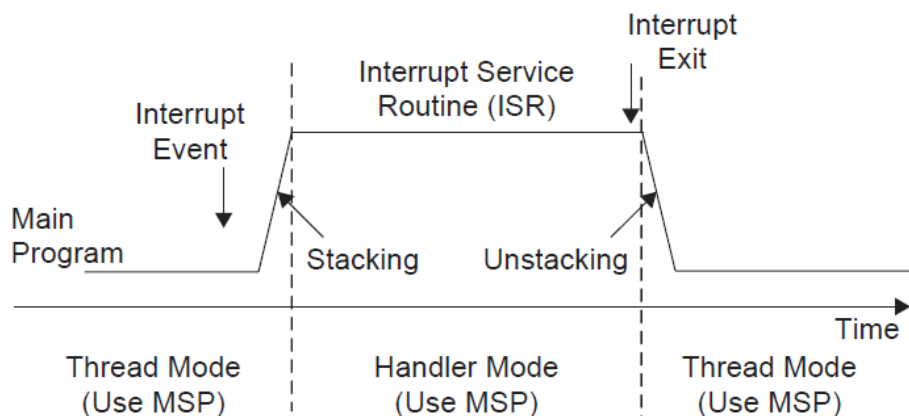 Interrupt
Exit
Interrupt Service
Routine (ISR)
Interrupt
Event
Main
Program
Stacking
Unstacking
Time
Thread Mode
(Use MSP)
Handler Mode
(Use MSP)
Thread Mode
(Use MSP)